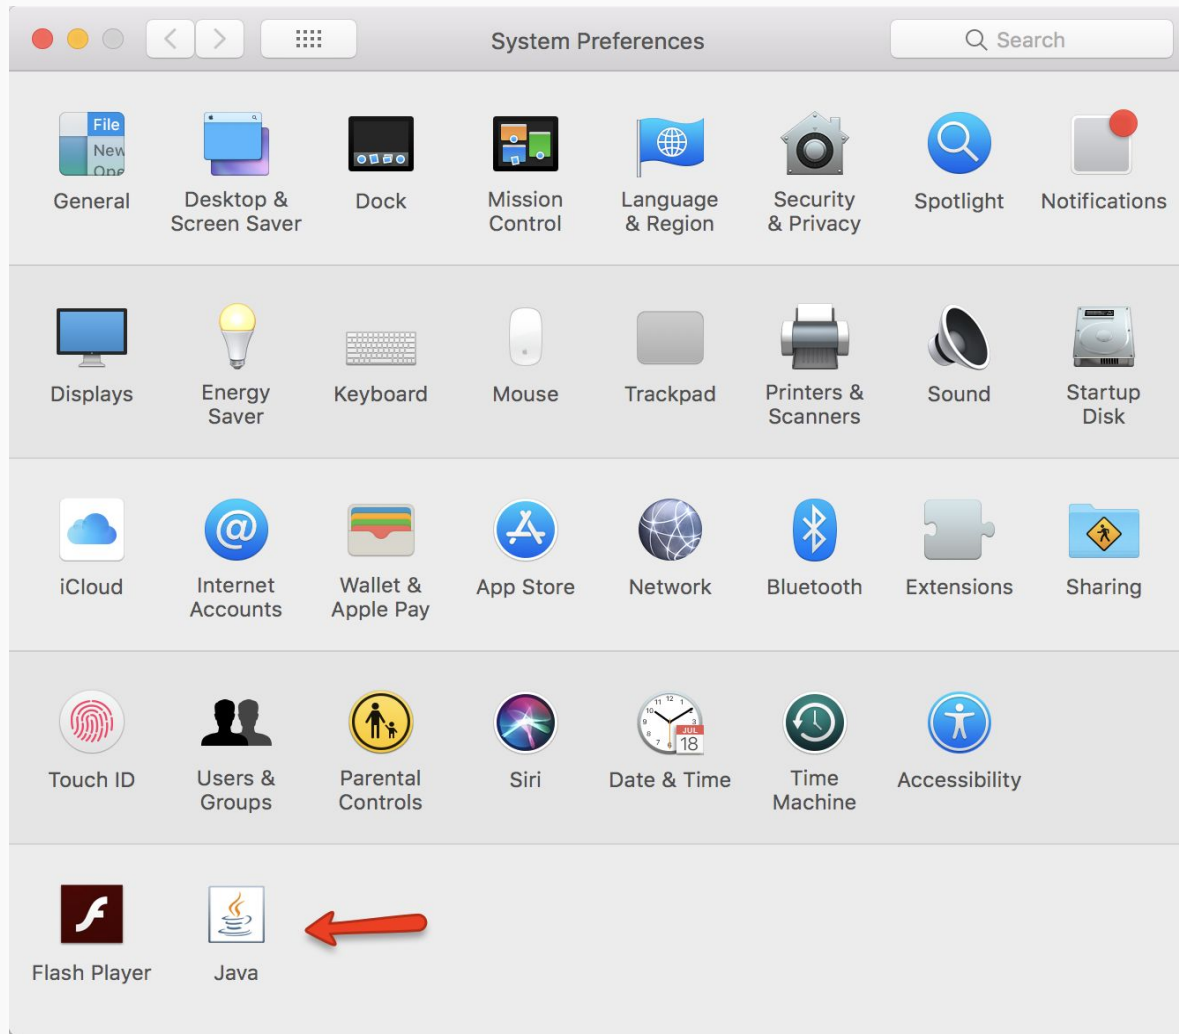 System Preferences
Search
File
New
Ope
General
Desktop &
Screen Saver
Dock
Mission
Control
Language
& Region
Security
& Privacy
Spotlight
Notifications
Displays
Energy
Saver
Keyboard
Mouse
Trackpad
Printers &
Scanners
Sound
Startup
Disk
iCloud
@
Internet
Accounts
Wallet &
Apple Pay
App Store
Network
Bluetooth
Extensions
Sharing
Touch ID
Users &
Groups
Parental
Controls
Siri
JUL
18
Date & Time
Time
Machine
Accessibility
Flash Player
Java